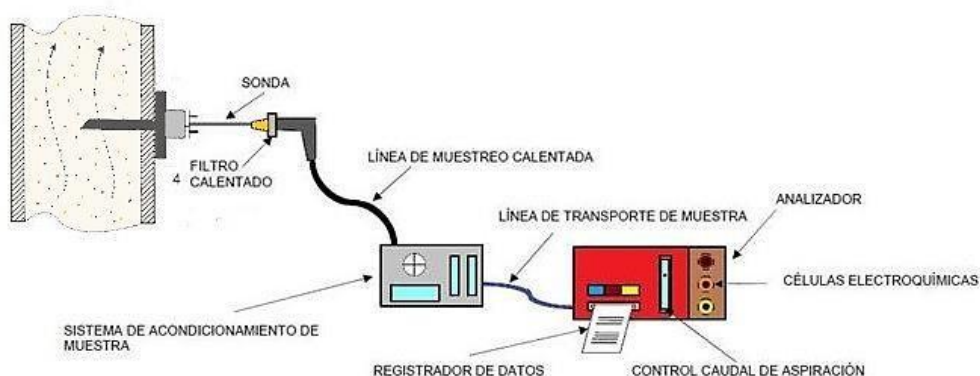 SONDA
4
FILTRO
CALENTADO
LÍNEA DE MUESTREO CALENTADA
LÍNEA DE TRANSPORTE DE MUESTRA
ANALIZADOR
CÉLULAS ELECTROQUÍMICAS
SISTEMA DE ACONDICIONAMIENTO DE
MUESTRA
REGISTRADOR DE DATOS
CONTROL CAUDAL DE ASPIRACIÓN